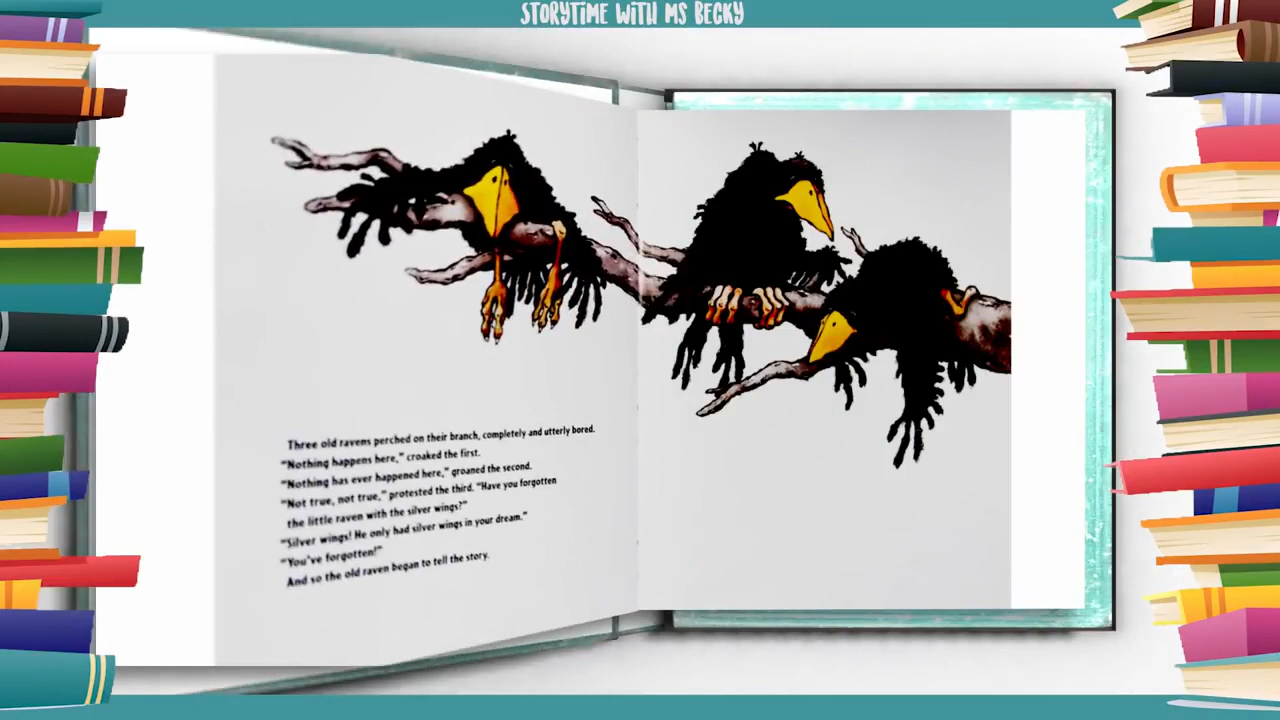 STORYTIME WITH MS BECKY
Three old ravens perched on their branch, completely and utterly bored.
“Nothing happens here,” croaked the first.
“Nothing has ever happened here,” groaned the second.
“Not true, not true,” protested the third. “Have you forgotten
the little raven with the silver wings?”
“Silver wings! He only had silver wings in your dream.”
“You’ve forgotten!”
And so the old raven began to tell the story.